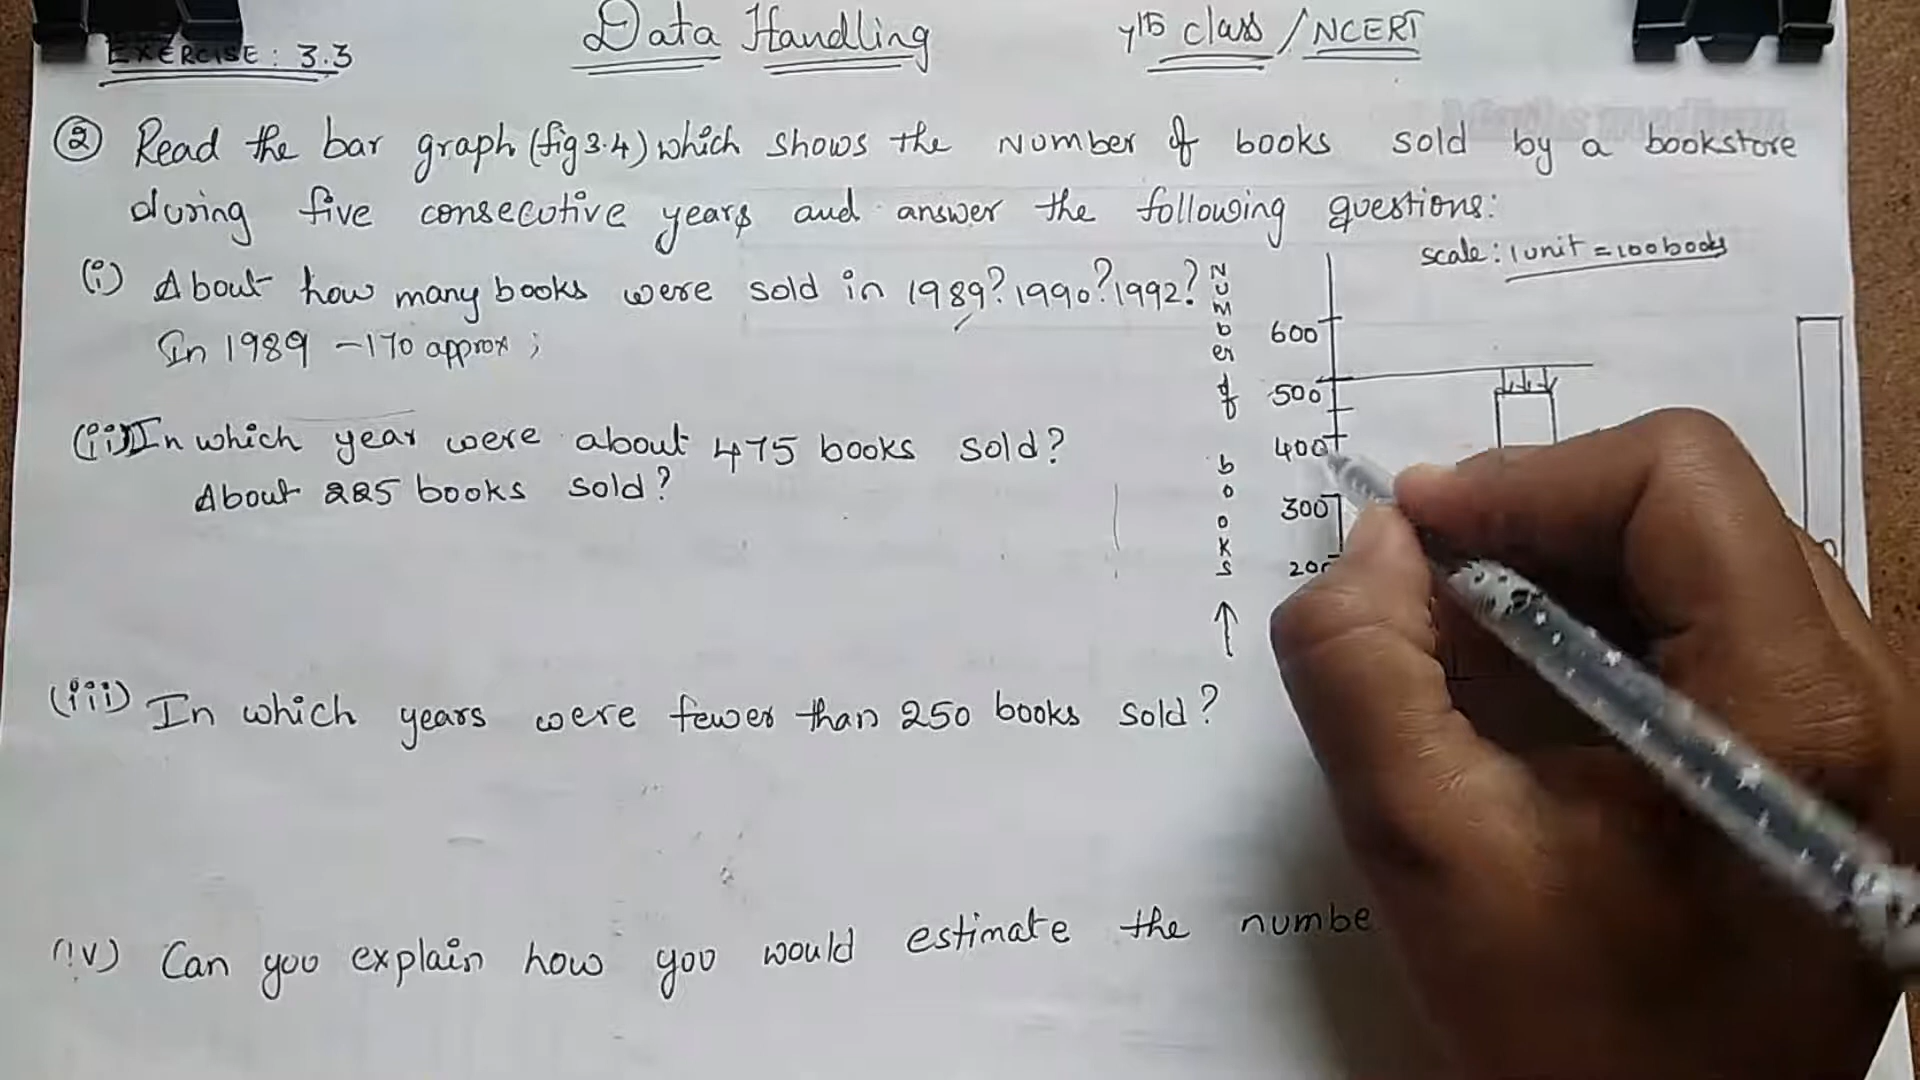 EXERCISE: 3.3
Data Handling
7th class / NCERT
② Read the bar graph (fig 3.4) which shows the Number of books sold by a bookstore
during five consecutive years and answer the following questions:
(i) About how many books were sold in 1989? 1990? 1992?
In 1989 – 170 approx ;
(ii) In which year were about 475 books sold?
About 225 books sold?
(iii) In which years were fewer than 250 books sold?
(iv) Can you explain how you would estimate the numbe
scale: 1 unit = 100 books
Number of books
600
500
400
300